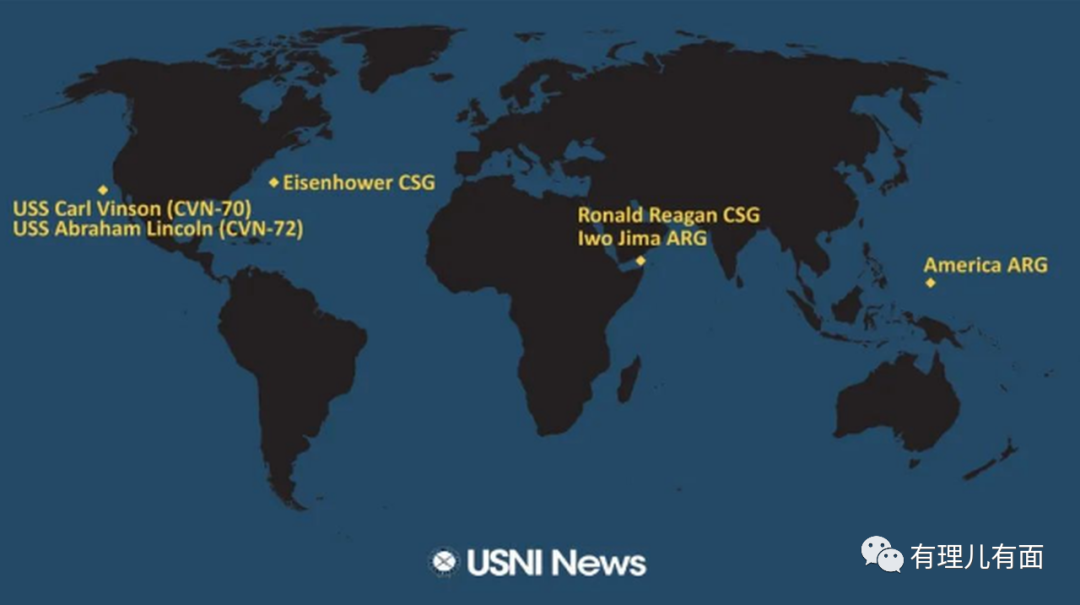 Eisenhower CSG
USS Carl Vinson (CVN-70)
USS Abraham Lincoln (CVN-72)
Ronald Reagan CSG
Iwo Jima ARG
America ARG
USNI News
有理儿有面